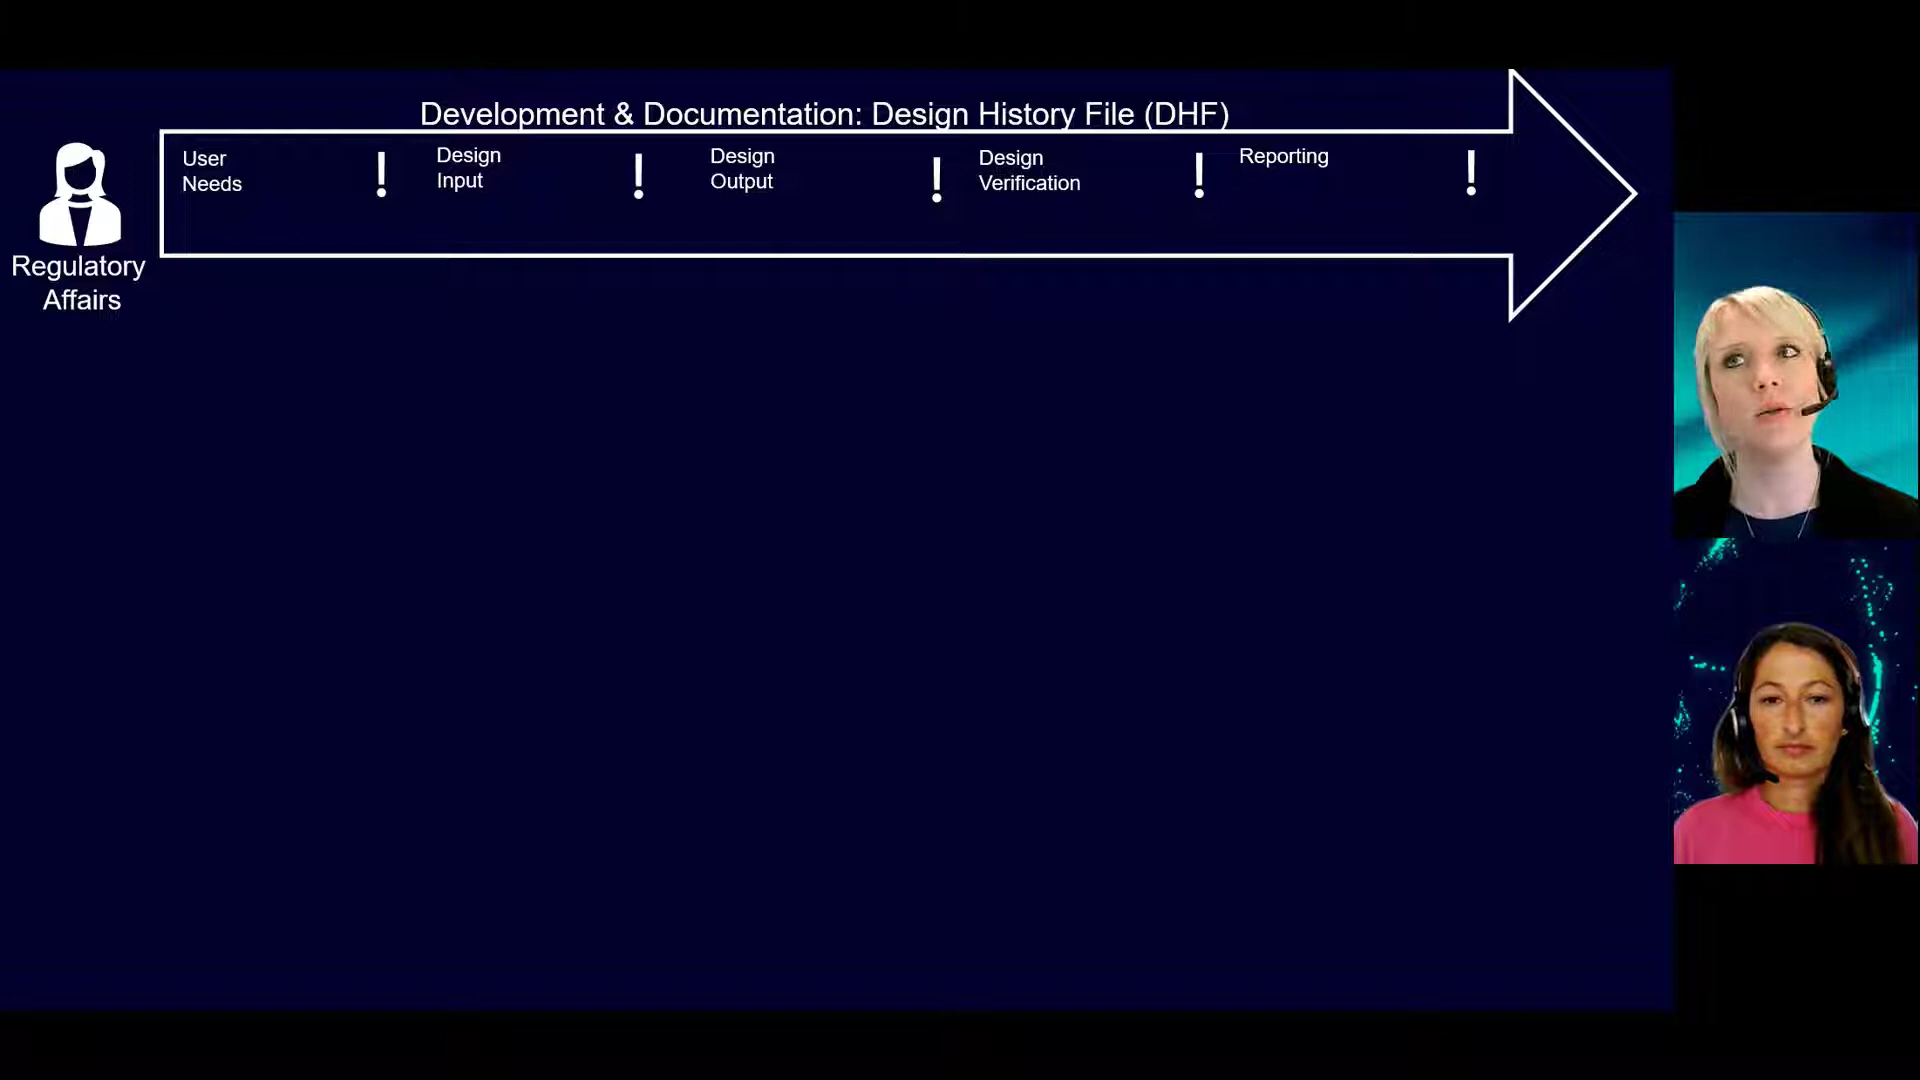 Development & Documentation: Design History File (DHF)
User
Needs
!
Design
Input
!
Design
Output
!
Design
Verification
!
Reporting
!
Regulatory
Affairs